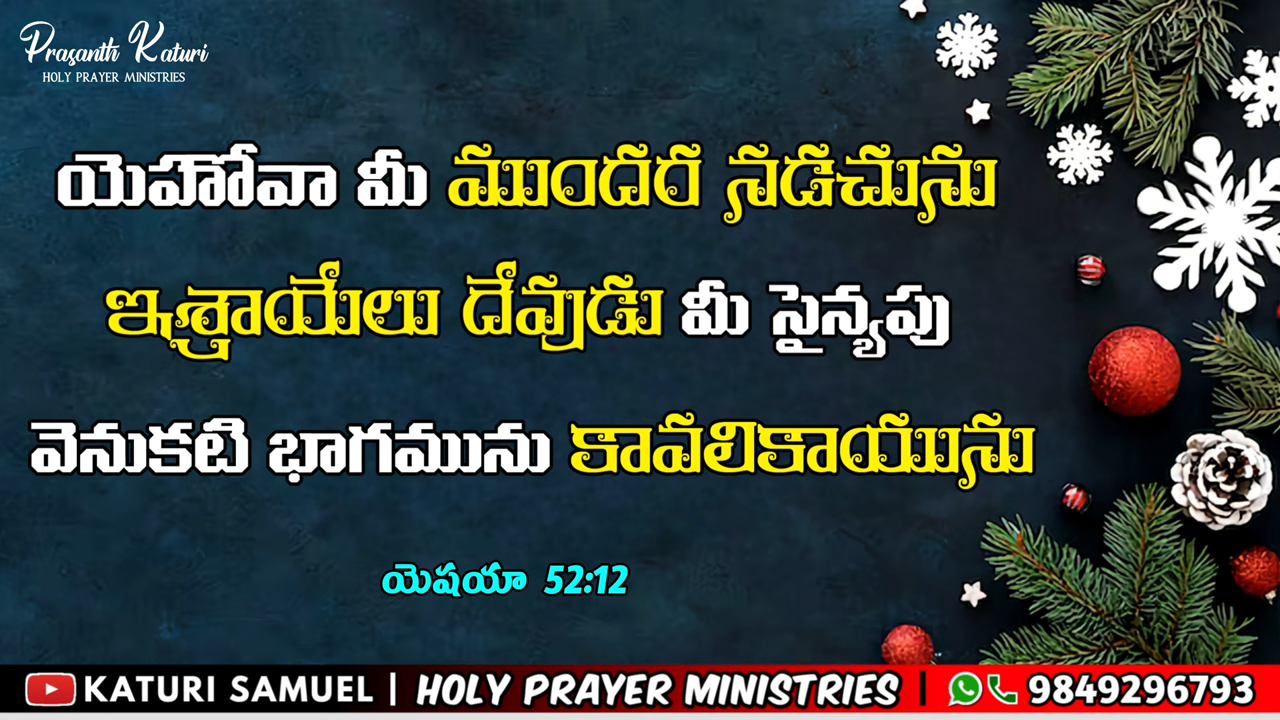 Prasanth Katuri
HOLY PRAYER MINISTRIES
యెహోవా మీ ముందర నడిచును
ఇశ్రాయేలు దేవుడు మీ సైన్యపు
వెనుకటి భాగమును కావలికాయును
యెషయా 52:12
KATURI SAMUEL | HOLY PRAYER MINISTRIES | 9849296793